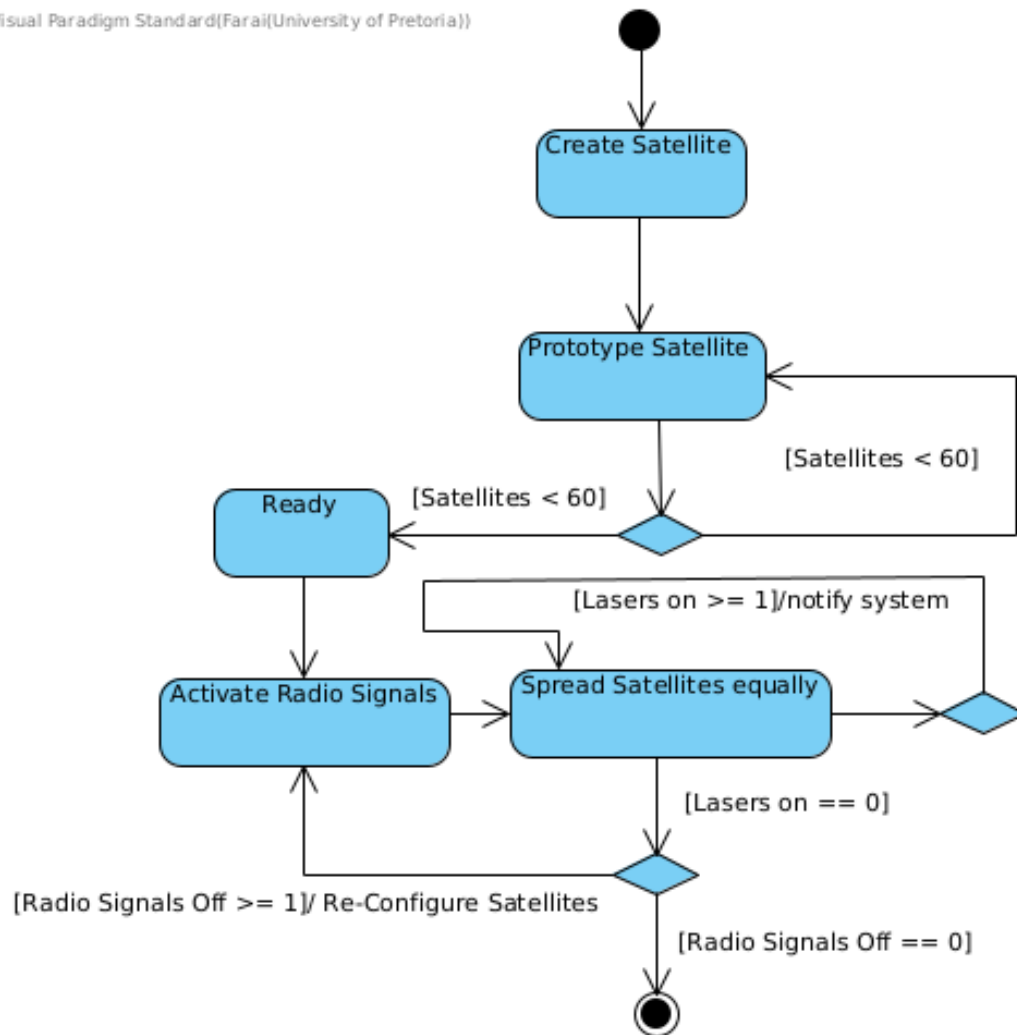 isual Paradigm Standard(Farai(University of Pretoria))
Create Satellite
Prototype Satellite
[Satellites < 60]
[Satellites < 60]
Ready
[Lasers on >= 1]/notify system
Activate Radio Signals
Spread Satellites equally
[Lasers on == 0]
[Radio Signals Off >= 1]/ Re-Configure Satellites
[Radio Signals Off == 0]